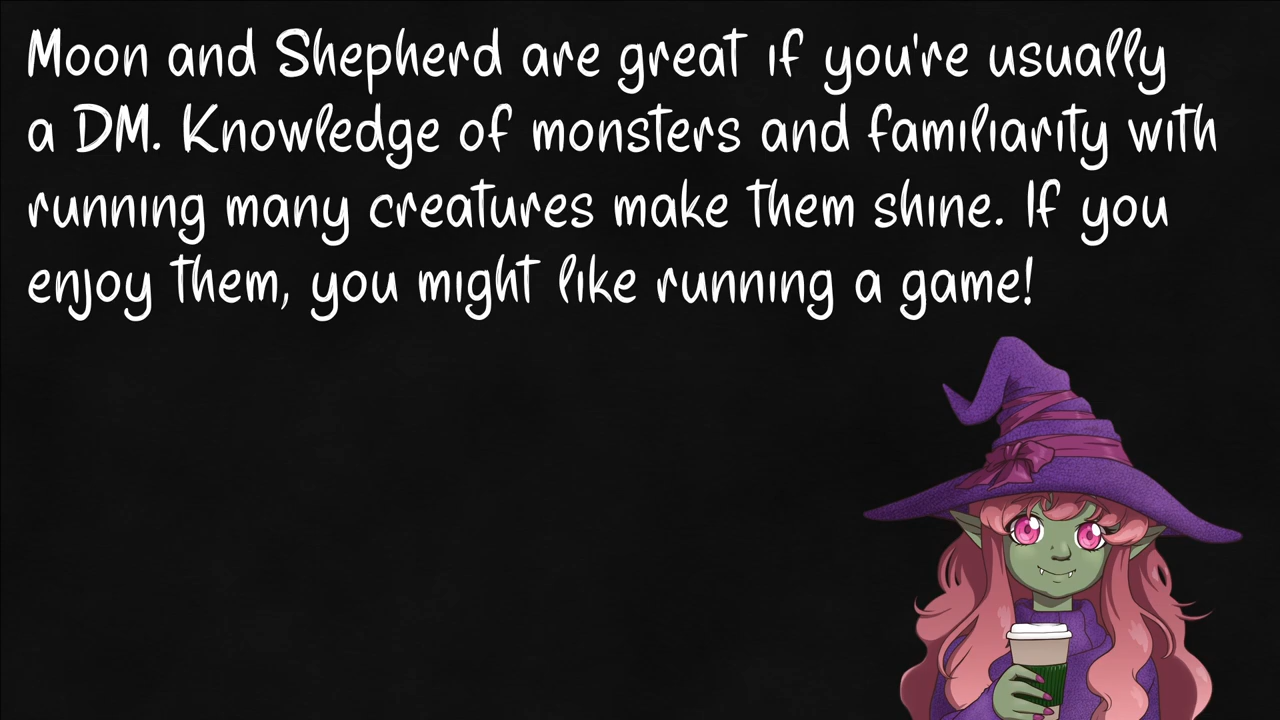 Moon and Shepherd are great if you're usually
a DM. Knowledge of monsters and familiarity with
running many creatures make them shine. If you
enjoy them, you might like running a game!